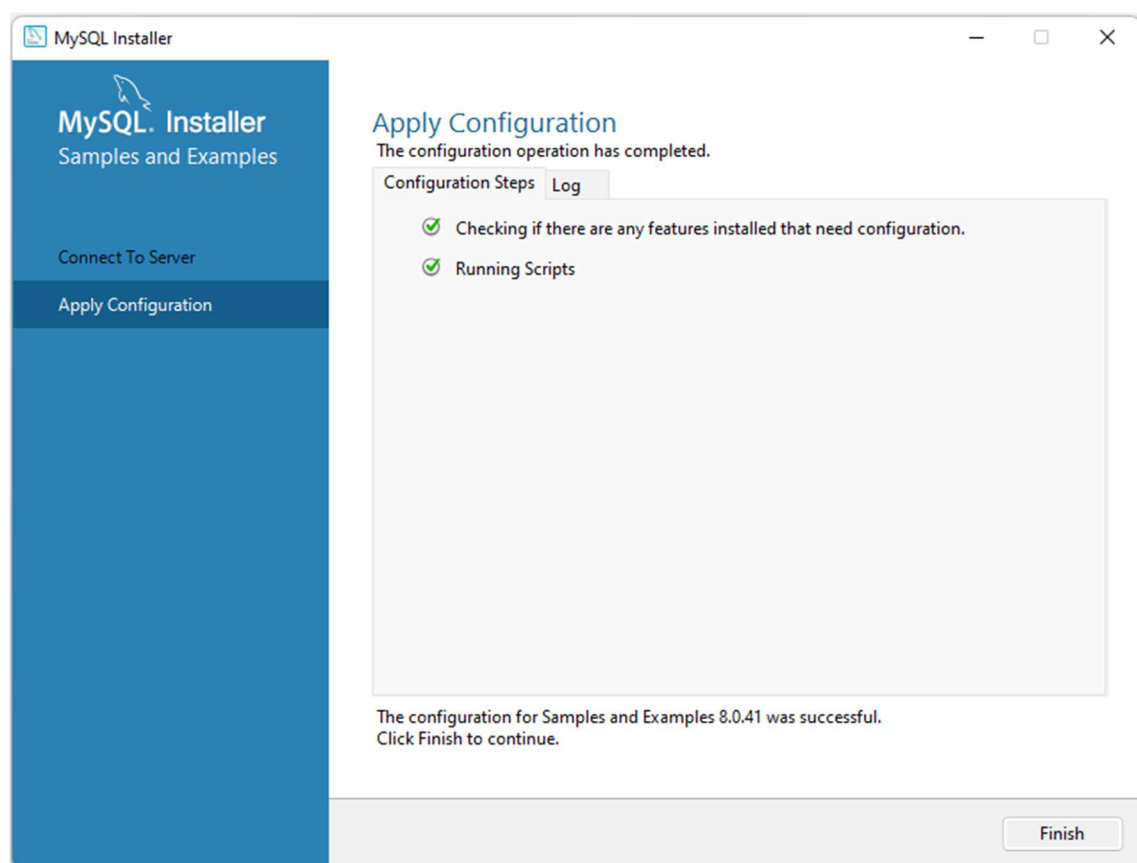 MySQL Installer
MySQL. Installer
Samples and Examples
Connect To Server
Apply Configuration
Apply Configuration
The configuration operation has completed.
Configuration Steps Log
Checking if there are any features installed that need configuration.
Running Scripts
The configuration for Samples and Examples 8.0.41 was successful.
Click Finish to continue.
Finish